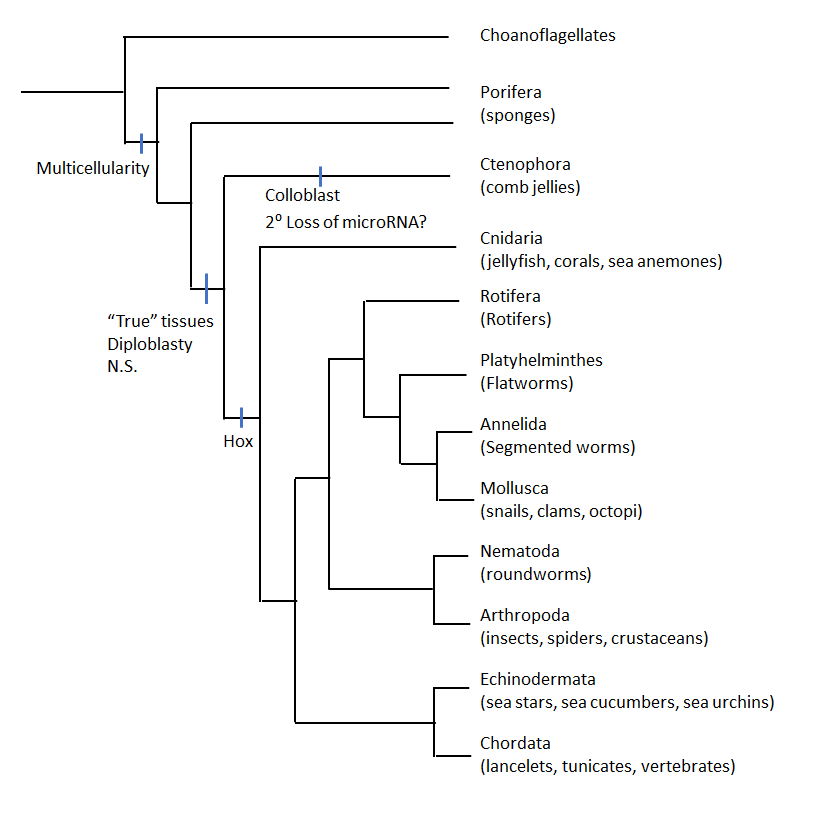 Choanoflagellates
Porifera
(sponges)
Multicellularity
Ctenophora
(comb jellies)
Colloblast
2⁰ Loss of microRNA?
Cnidaria
(jellyfish, corals, sea anemones)
Rotifera
(Rotifers)
“True” tissues
Diploblasty
N.S.
Platyhelminthes
(Flatworms)
Annelida
(Segmented worms)
Hox
Mollusca
(snails, clams, octopi)
Nematoda
(roundworms)
Arthropoda
(insects, spiders, crustaceans)
Echinodermata
(sea stars, sea cucumbers, sea urchins)
Chordata
(lancelets, tunicates, vertebrates)